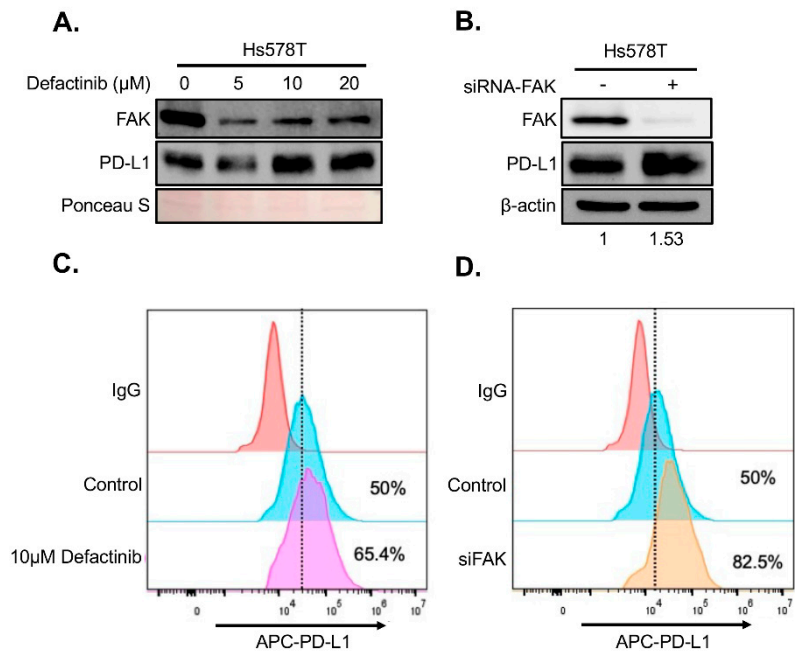 A.
Hs578T
Defactinib (μM) 0 5 10 20
FAK
PD-L1
Ponceau S
B.
Hs578T
siRNA-FAK - +
FAK
PD-L1
β-actin
1 1.53
C.
IgG
Control 50%
10μM Defactinib 65.4%
0 10^4 10^5 10^6 10^7
APC-PD-L1
D.
IgG
Control 50%
siFAK 82.5%
0 10^4 10^5 10^6 10^7
APC-PD-L1